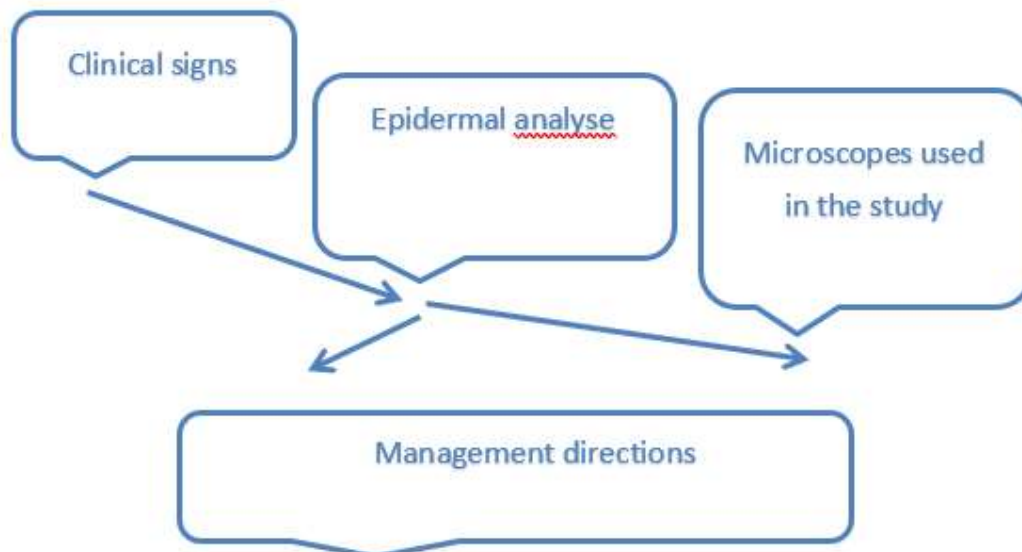 Clinical signs
Epidermal analyse
Microscopes used
in the study
Management directions